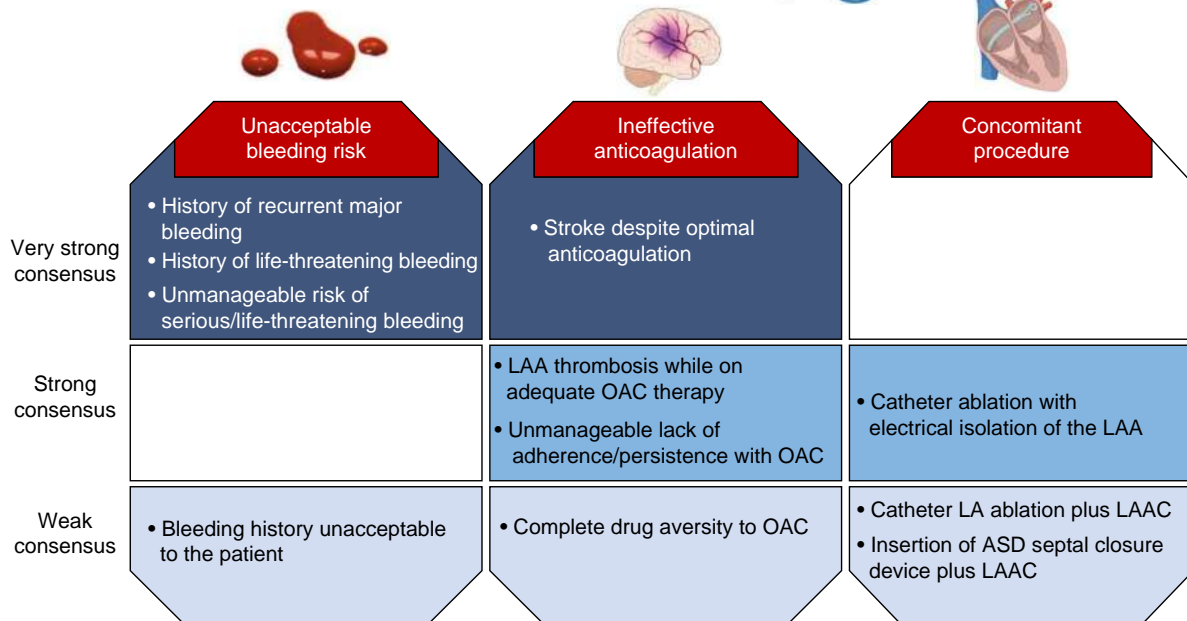 Unacceptable
bleeding risk
Ineffective
anticoagulation
Concomitant
procedure
Very strong
consensus
• History of recurrent major
bleeding
• History of life-threatening bleeding
• Unmanageable risk of
serious/life-threatening bleeding
• Stroke despite optimal
anticoagulation
Strong
consensus
• LAA thrombosis while on
adequate OAC therapy
• Unmanageable lack of
adherence/persistence with OAC
• Catheter ablation with
electrical isolation of the LAA
Weak
consensus
• Bleeding history unacceptable
to the patient
• Complete drug aversity to OAC
• Catheter LA ablation plus LAAC
• Insertion of ASD septal closure
device plus LAAC